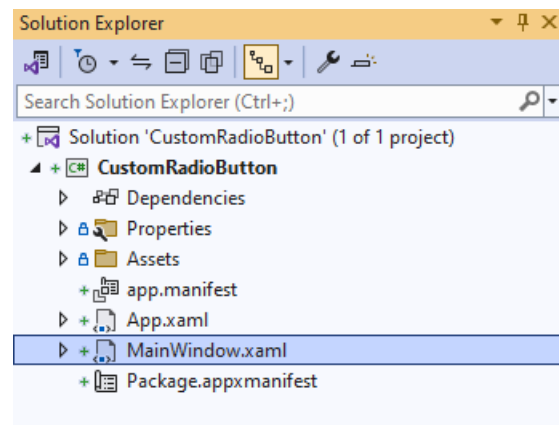 Solution Explorer
Search Solution Explorer (Ctrl+;)
Solution 'CustomRadioButton' (1 of 1 project)
C# CustomRadioButton
Dependencies
Properties
Assets
app.manifest
App.xaml
MainWindow.xaml
Package.appxmanifest